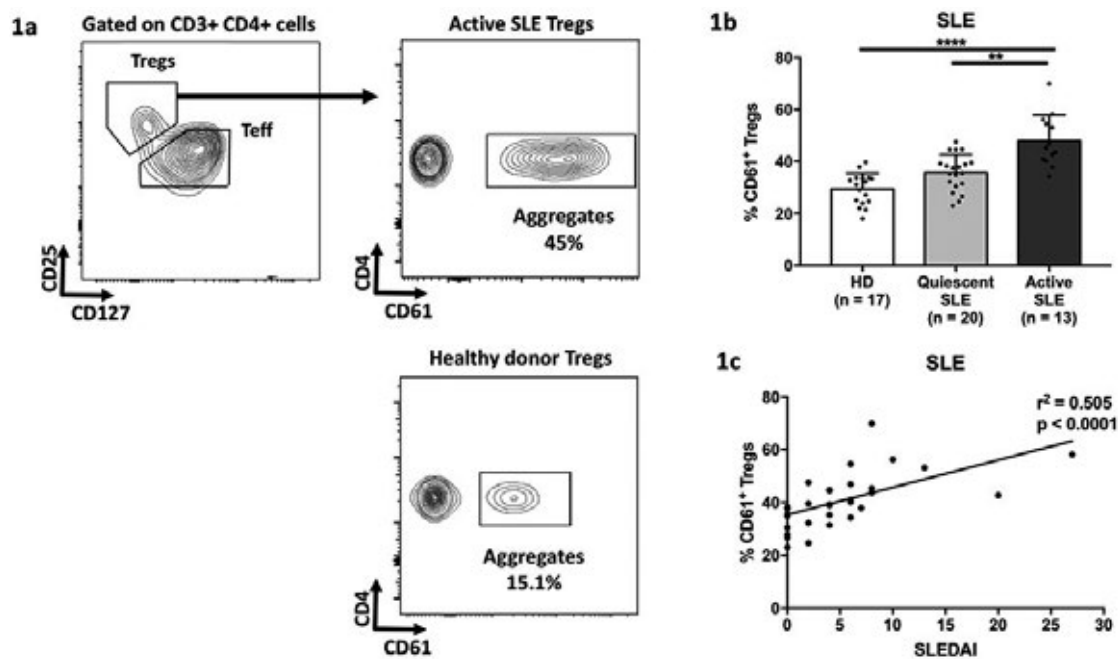 1a
Gated on CD3+ CD4+ cells
Tregs
Teff
CD25
CD127
Active SLE Tregs
Aggregates
45%
CD4
CD61
Healthy donor Tregs
Aggregates
15.1%
CD4
CD61
1b
SLE
****
**
% CD61+ Tregs
80
60
40
20
0
HD
(n = 17)
Quiescent
SLE
(n = 20)
Active
SLE
(n = 13)
1c
SLE
r² = 0.505
p < 0.0001
% CD61+ Tregs
80
60
40
20
0
0 5 10 15 20 25 30
SLEDAI